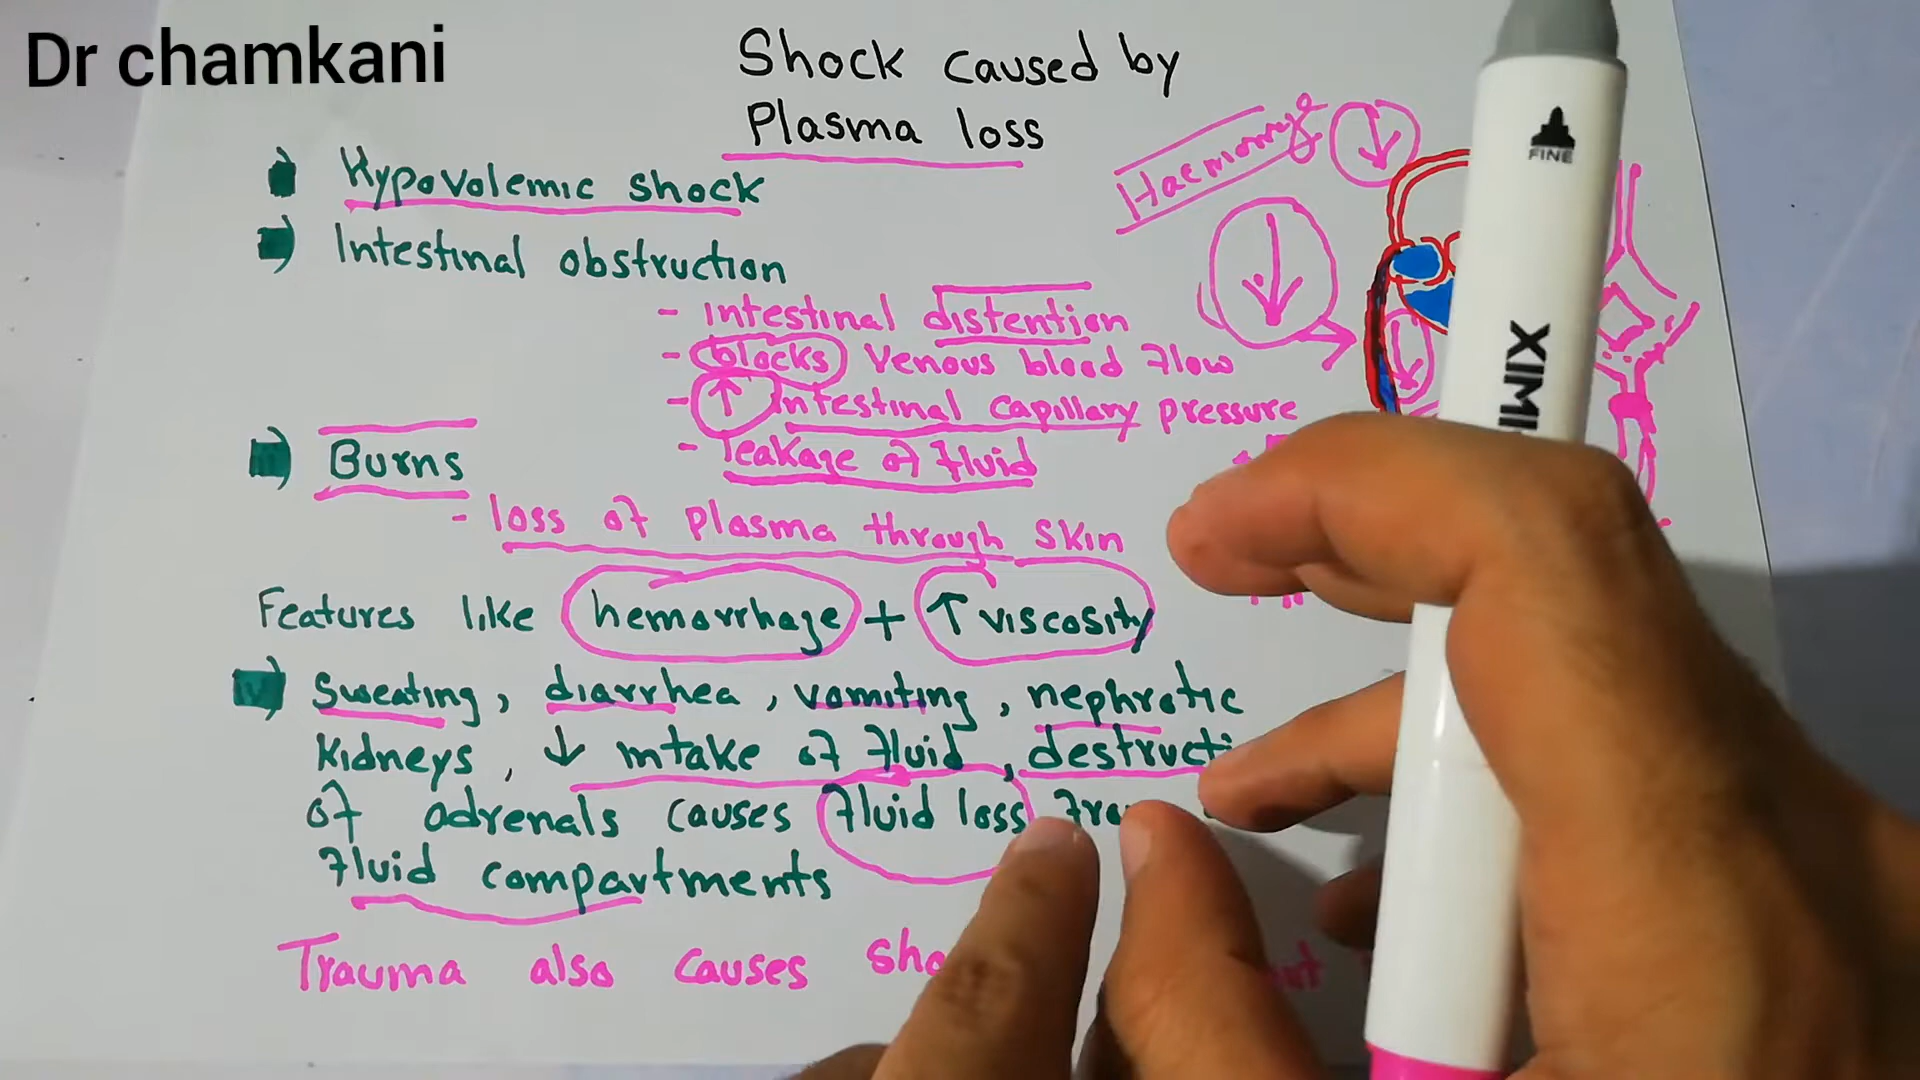 Dr chamkani
Shock caused by
Plasma loss
Haemorrage
Hypovolemic shock
Intestinal obstruction
- Intestinal distention
- blocks venous blood flow
- ↑ Intestinal capillary pressure
- leakage of fluid
Burns
- loss of plasma through skin
Features like hemorrhage + ↑ viscosity
Sweating, diarrhea, vomiting, nephrotic
kidneys, ↓ intake of fluid, destructi
of adrenals causes fluid loss
fluid compartments
Trauma also causes sho
FINE